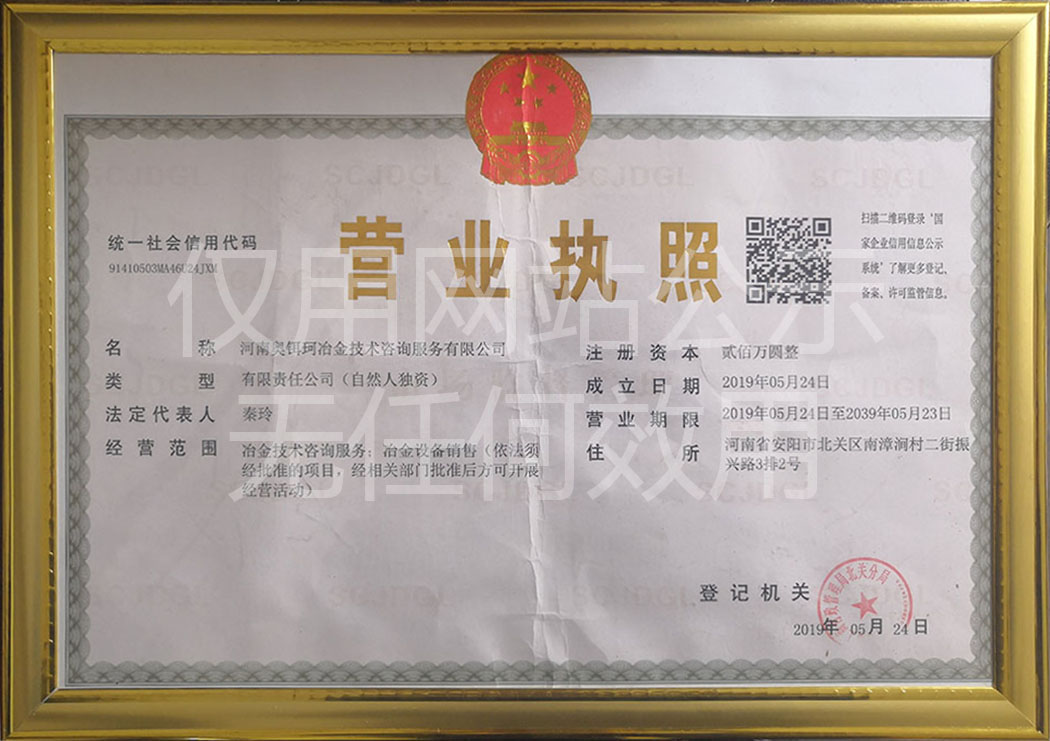 营业执照
统一社会信用代码
91410503MA46U24JXM
扫描二维码登录‘国
家企业信用信息公示
系统’了解更多登记、
备案、许可监管信息。
仅用网站公示
无任何效用
名称 河南奥铒珂冶金技术咨询服务有限公司
类型 有限责任公司（自然人独资）
法定代表人 秦玲
经营范围 冶金技术咨询服务；冶金设备销售（依法须
经批准的项目，经相关部门批准后方可开展
经营活动）
注册资本 贰佰万圆整
成立日期 2019年05月24日
营业期限 2019年05月24日至2039年05月23日
住所 河南省安阳市北关区南漳涧村二街振
兴路3排2号
登记机关
管理局北关分局
2019年 05月 24日
SCJDGL